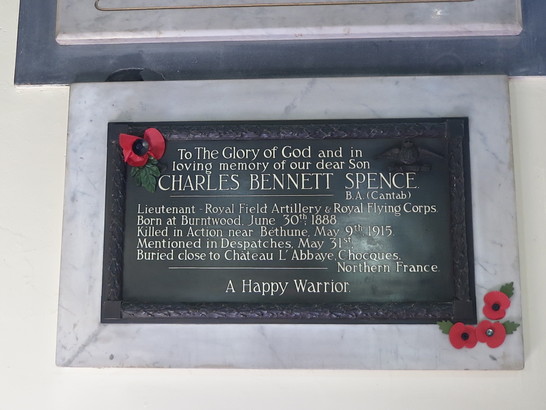 To The Glory of God and in
loving memory of our dear Son
CHARLES BENNETT SPENCE.
B.A. (Cantab)
Lieutenant - Royal Field Artillery & Royal Flying Corps.
Born at Burntwood June 30th, 1888.
Killed in Action near Bethune, May 9th 1915.
Mentioned in Despatches, May 31st.
Buried close to Chateau L'Abbaye, Chocques,
Northern France.
A Happy Warrior.